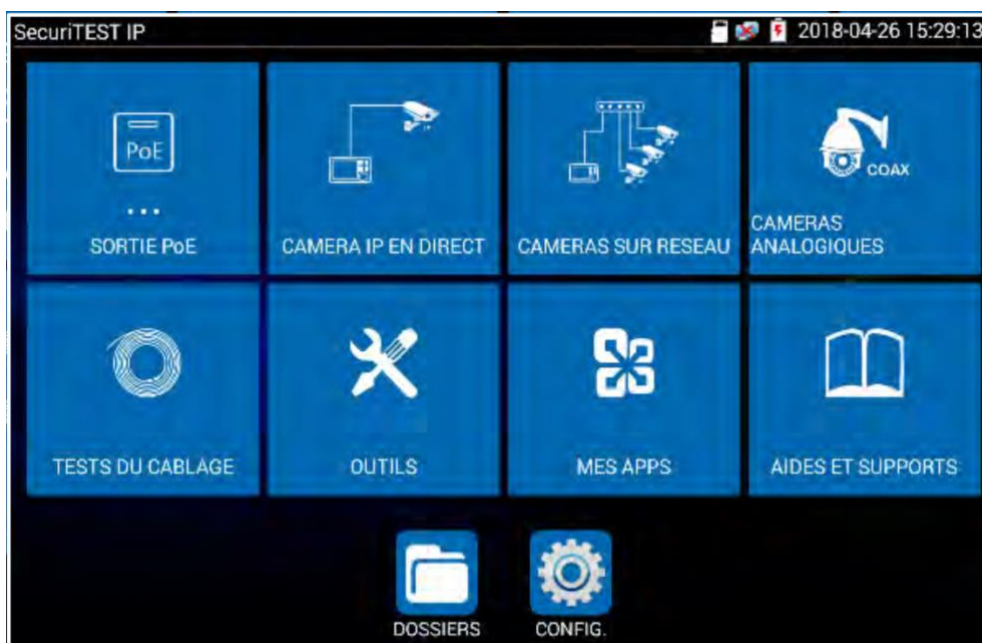 SecuriTEST IP
2018-04-26 15:29:13
PoE
...
SORTIE PoE
CAMERA IP EN DIRECT
CAMERAS SUR RESEAU
COAX
CAMERAS
ANALOGIQUES
TESTS DU CABLAGE
OUTILS
MES APPS
AIDES ET SUPPORTS
DOSSIERS
CONFIG.